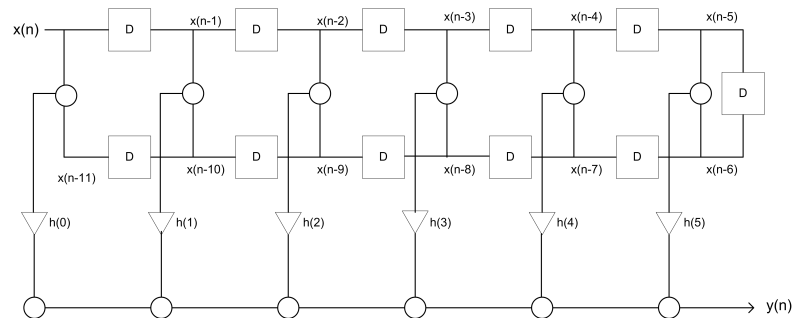 x(n) D x(n-1) D x(n-2) D x(n-3) D x(n-4) D x(n-5)
D
x(n-11) D x(n-10) D x(n-9) D x(n-8) D x(n-7) D x(n-6)
h(0) h(1) h(2) h(3) h(4) h(5)
y(n)